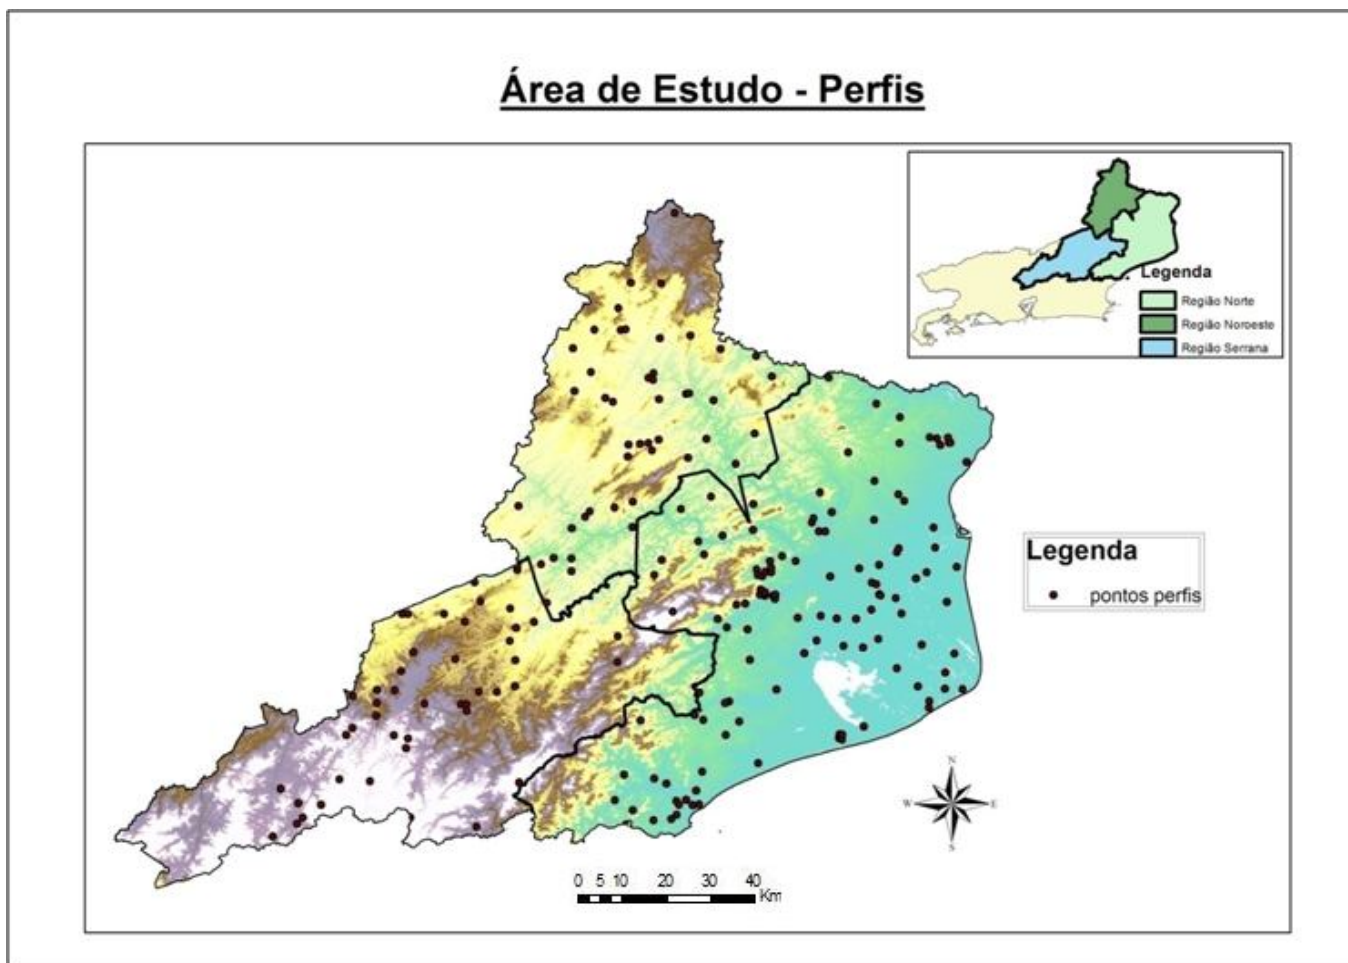 Área de Estudo - Perfis
Legenda
Região Norte
Região Noroeste
Região Serrana
Legenda
pontos perfis
N
W E
S
0 5 10 20 30 40
Km